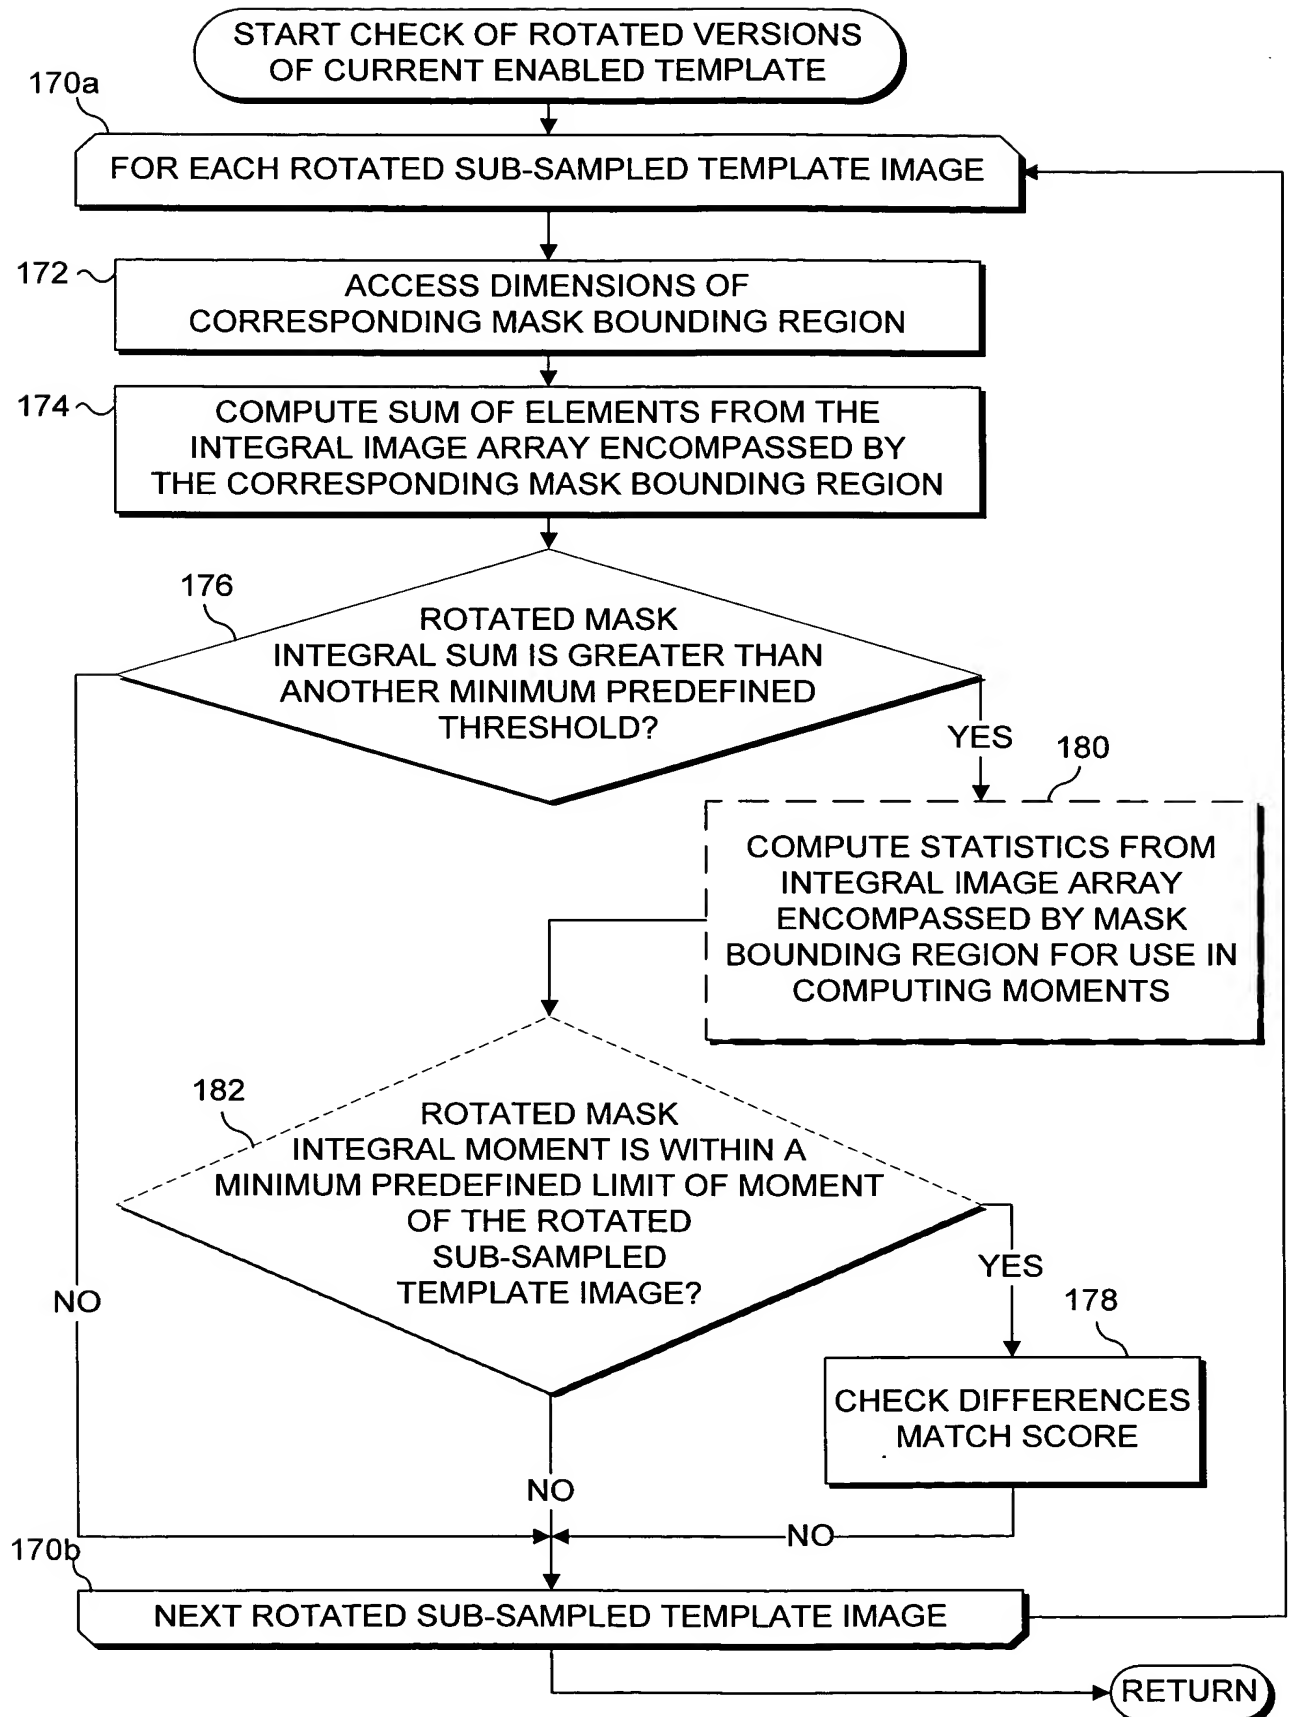 START CHECK OF ROTATED VERSIONS
OF CURRENT ENABLED TEMPLATE
170a
FOR EACH ROTATED SUB-SAMPLED TEMPLATE IMAGE
172
ACCESS DIMENSIONS OF
CORRESPONDING MASK BOUNDING REGION
174
COMPUTE SUM OF ELEMENTS FROM THE
INTEGRAL IMAGE ARRAY ENCOMPASSED BY
THE CORRESPONDING MASK BOUNDING REGION
176
ROTATED MASK
INTEGRAL SUM IS GREATER THAN
ANOTHER MINIMUM PREDEFINED
THRESHOLD?
YES
180
COMPUTE STATISTICS FROM
INTEGRAL IMAGE ARRAY
ENCOMPASSED BY MASK
BOUNDING REGION FOR USE IN
COMPUTING MOMENTS
182
ROTATED MASK
INTEGRAL MOMENT IS WITHIN A
MINIMUM PREDEFINED LIMIT OF MOMENT
OF THE ROTATED
SUB-SAMPLED
TEMPLATE IMAGE?
YES
NO
178
CHECK DIFFERENCES
MATCH SCORE
NO
NO
170b
NEXT ROTATED SUB-SAMPLED TEMPLATE IMAGE
RETURN